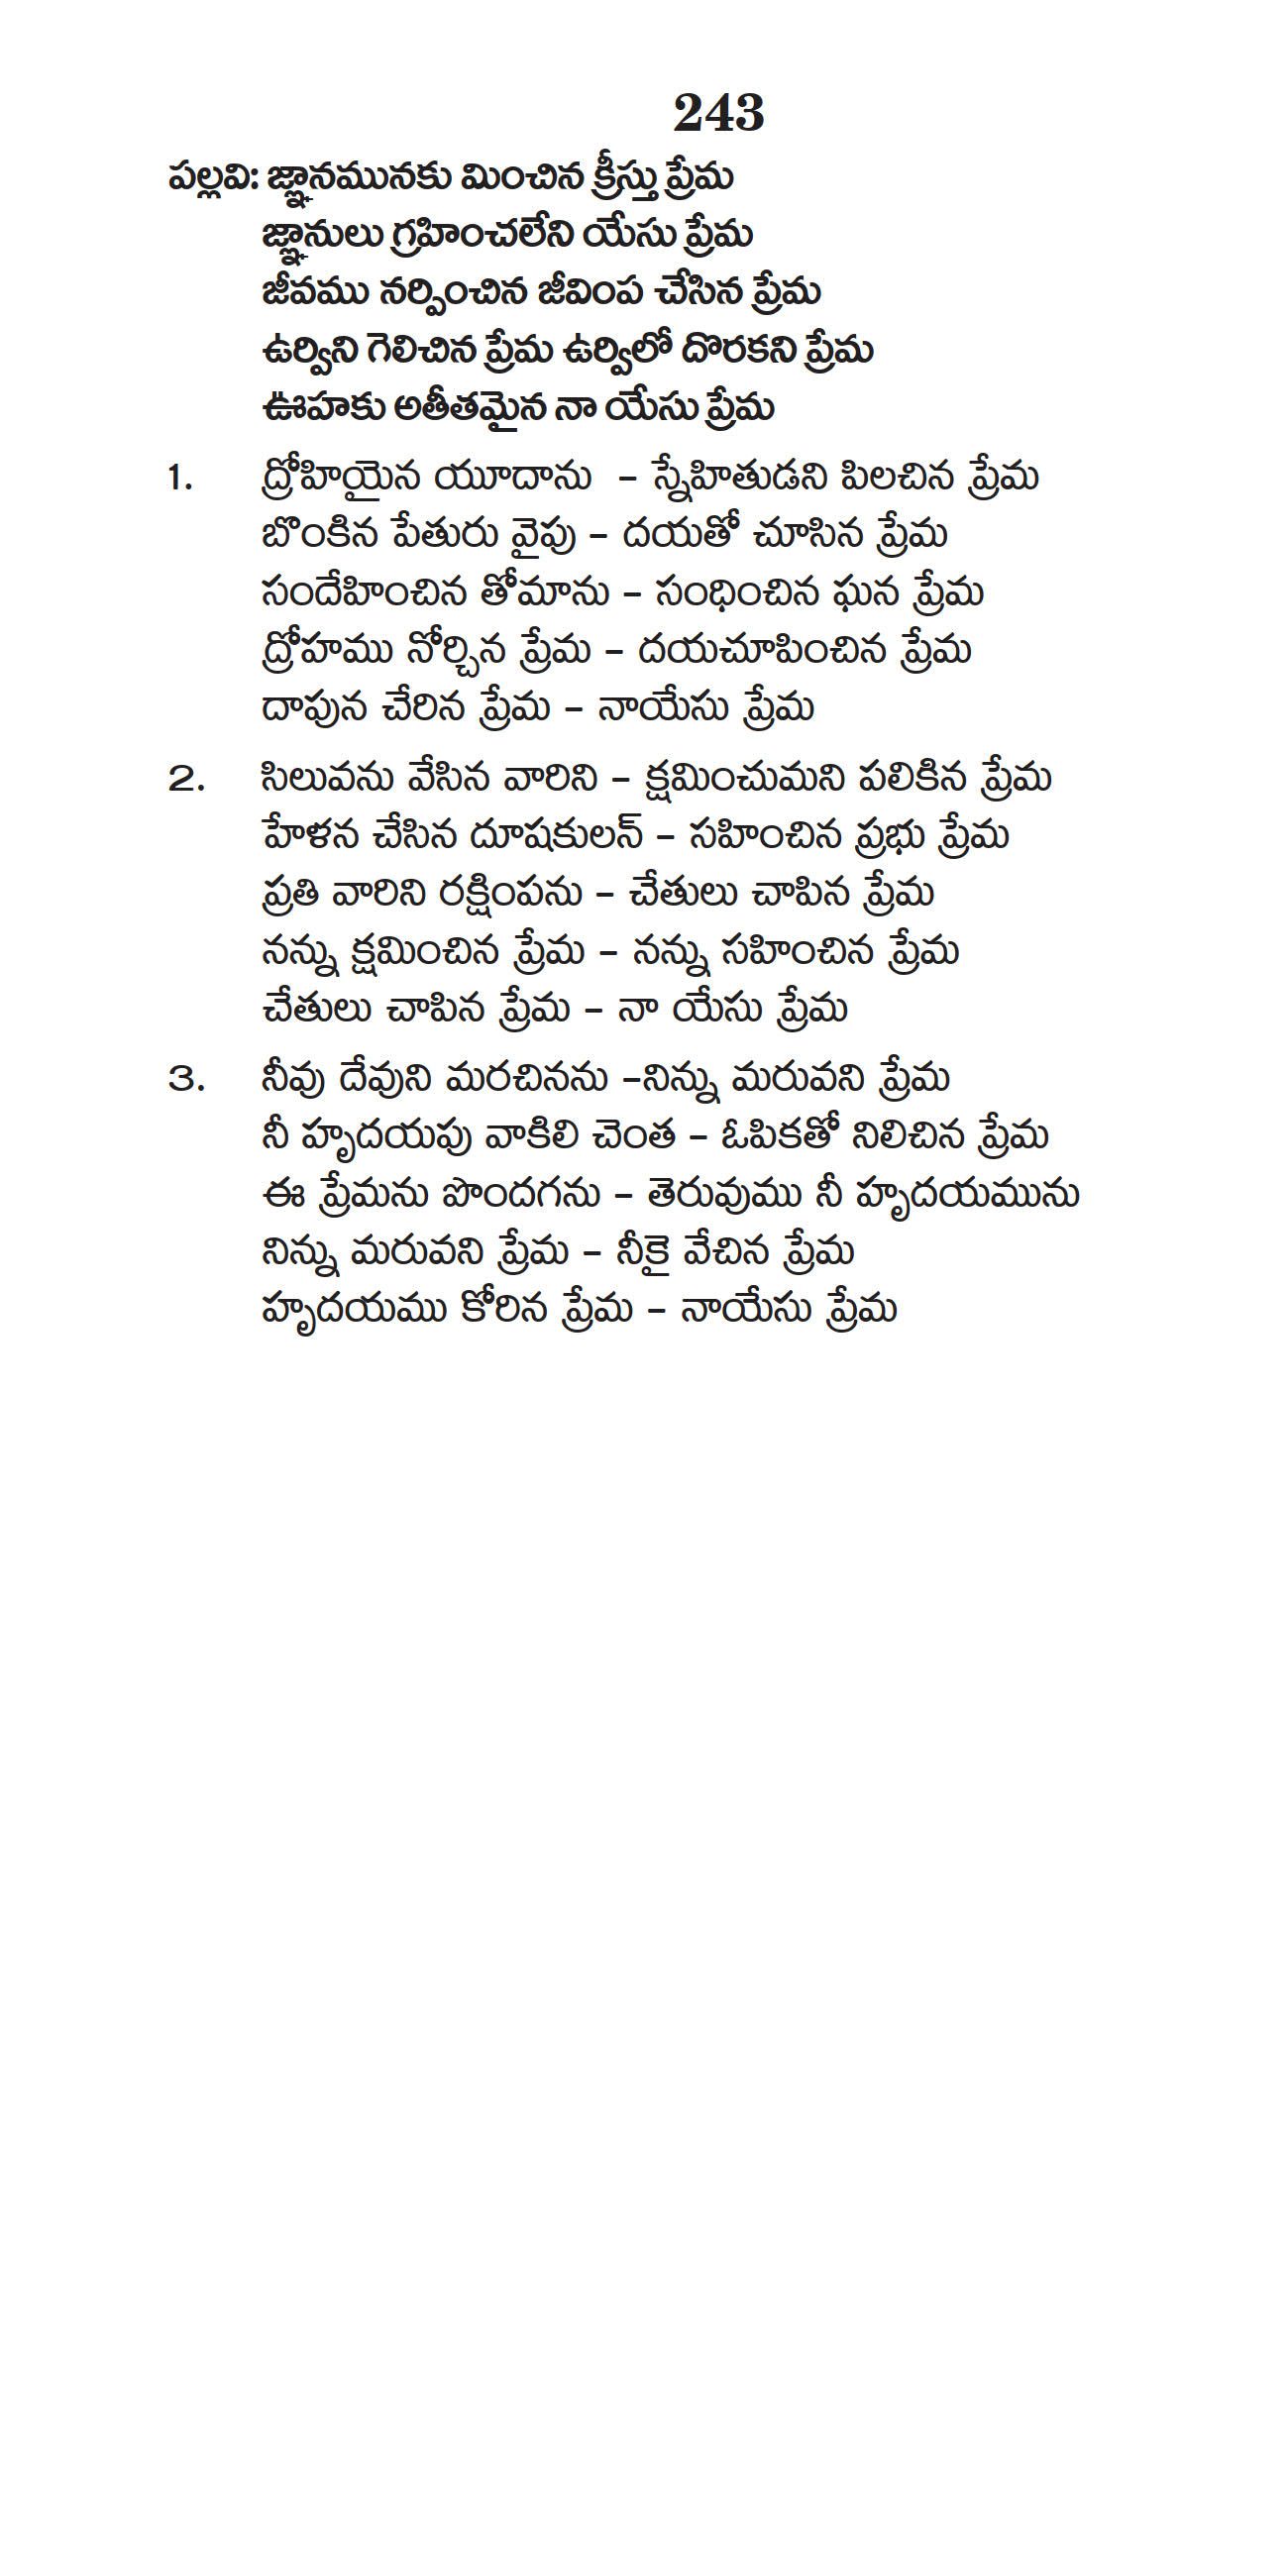 243
పల్లవి: జ్ఞానమునకు మించిన క్రీస్తు ప్రేమ
జ్ఞానులు గ్రహించలేని యేసు ప్రేమ
జీవము నర్పించిన జీవింప చేసిన ప్రేమ
ఉర్విని గెలిచిన ప్రేమ ఉర్విలో దొరకని ప్రేమ
ఊహకు అతీతమైన నా యేసు ప్రేమ
1. ద్రోహియైన యూదాను – స్నేహితుడని పిలచిన ప్రేమ
బొంకిన పేతురు వైపు – దయతో చూసిన ప్రేమ
సందేహించిన తోమాను – సంధించిన ఘన ప్రేమ
ద్రోహము నోర్చిన ప్రేమ – దయచూపించిన ప్రేమ
దాపున చేరిన ప్రేమ – నాయేసు ప్రేమ
2. సిలువను వేసిన వారిని – క్షమించుమని పలికిన ప్రేమ
హేళన చేసిన దూషకులన్ – సహించిన ప్రభు ప్రేమ
ప్రతి వారిని రక్షింపను – చేతులు చాపిన ప్రేమ
నన్ను క్షమించిన ప్రేమ – నన్ను సహించిన ప్రేమ
చేతులు చాపిన ప్రేమ – నా యేసు ప్రేమ
3. నీవు దేవుని మరచినను –నిన్ను మరువని ప్రేమ
నీ హృదయపు వాకిలి చెంత – ఓపికతో నిలిచిన ప్రేమ
ఈ ప్రేమను పొందగను – తెరువుము నీ హృదయమును
నిన్ను మరువని ప్రేమ – నీకై వేచిన ప్రేమ
హృదయము కోరిన ప్రేమ – నాయేసు ప్రేమ